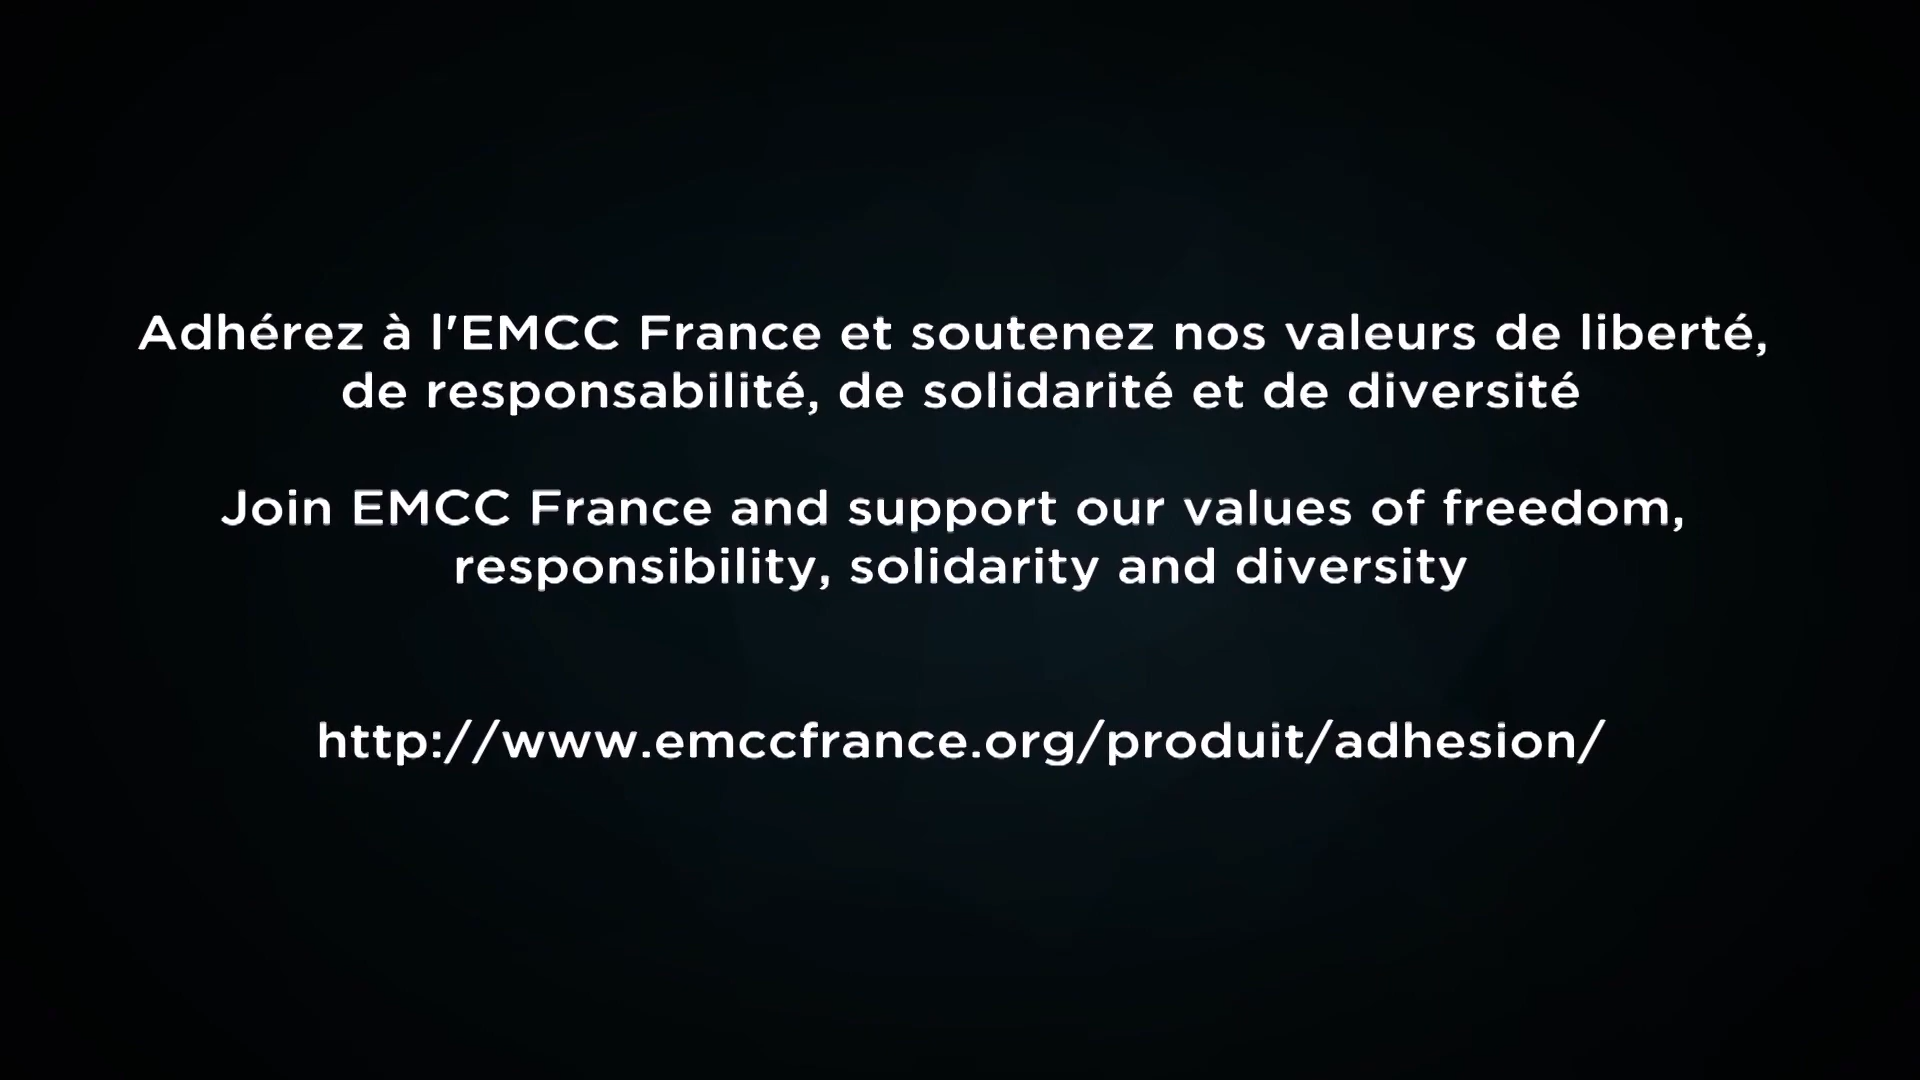 Adhérez à l'EMCC France et soutenez nos valeurs de liberté,
de responsabilité, de solidarité et de diversité
Join EMCC France and support our values of freedom,
responsibility, solidarity and diversity
http://www.emccfrance.org/produit/adhesion/